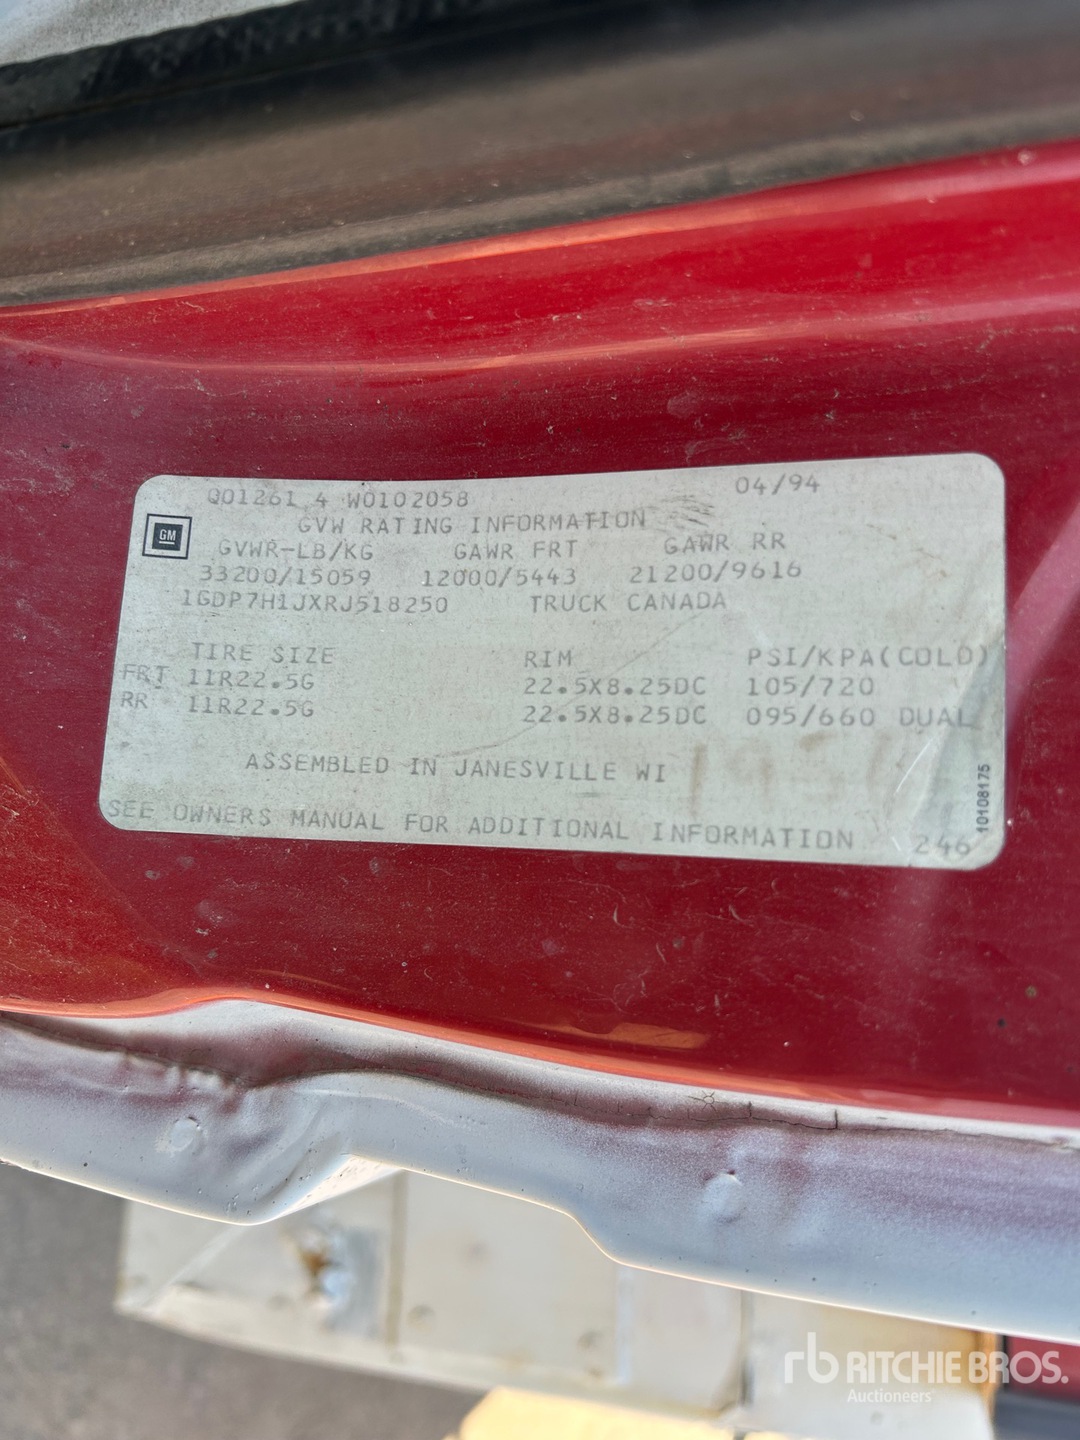 Q01261 4 W0102058 04/94
GM
GVW RATING INFORMATION
GVWR-LB/KG GAWR FRT GAWR RR
33200/15059 12000/5443 21200/9616
1GDP7H1JXRJ518250 TRUCK CANADA
TIRE SIZE RIM PSI/KPA(COLD)
FRT 11R22.5G 22.5X8.25DC 105/720
RR 11R22.5G 22.5X8.25DC 095/660 DUAL
ASSEMBLED IN JANESVILLE WI
SEE OWNERS MANUAL FOR ADDITIONAL INFORMATION 246
10108175
rb RITCHIE BROS.
Auctioneers